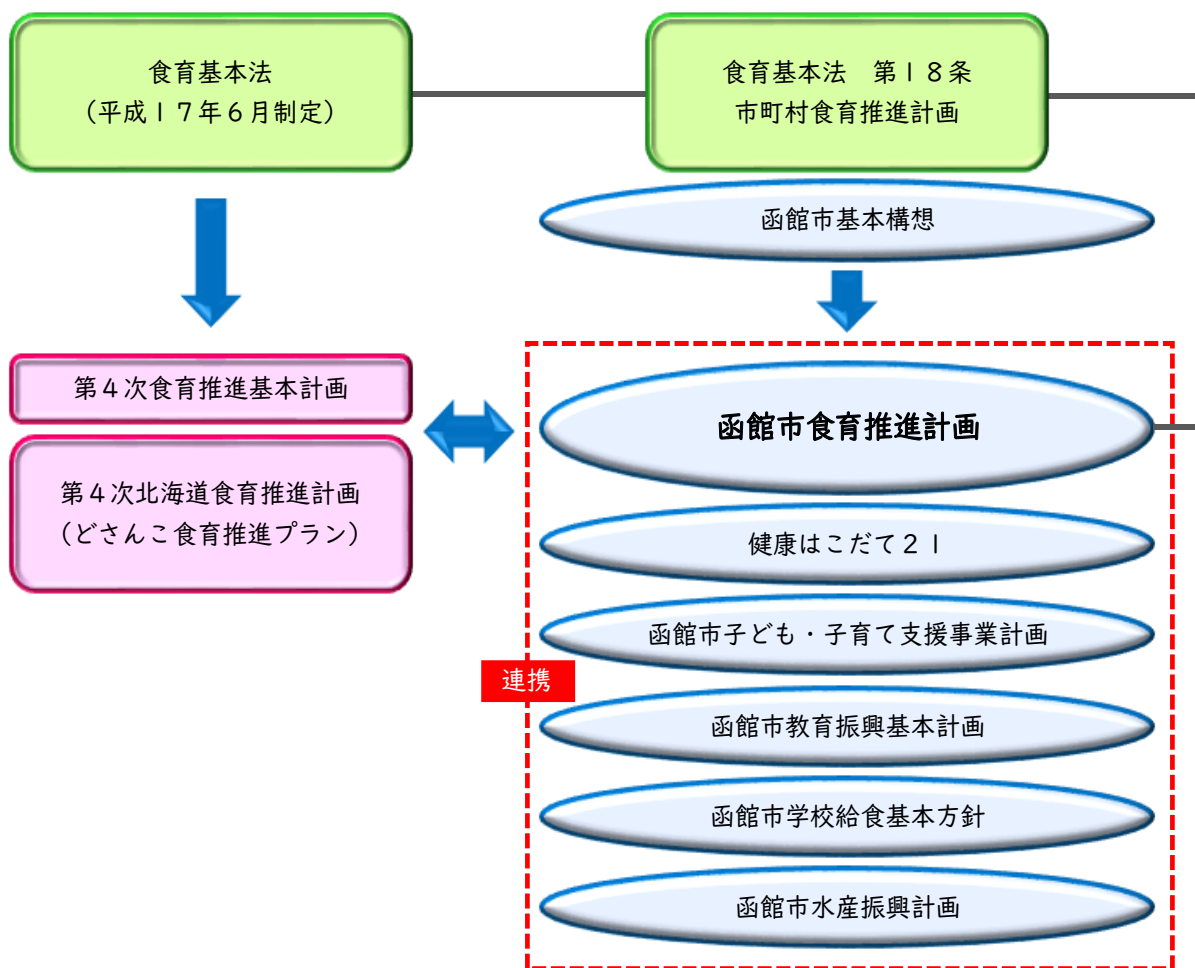 食育基本法
（平成１７年６月制定）
食育基本法　第１８条
市町村食育推進計画
函館市基本構想
第４次食育推進基本計画
第４次北海道食育推進計画
（どさんこ食育推進プラン）
函館市食育推進計画
健康はこだて２１
函館市子ども・子育て支援事業計画
連携
函館市教育振興基本計画
函館市学校給食基本方針
函館市水産振興計画